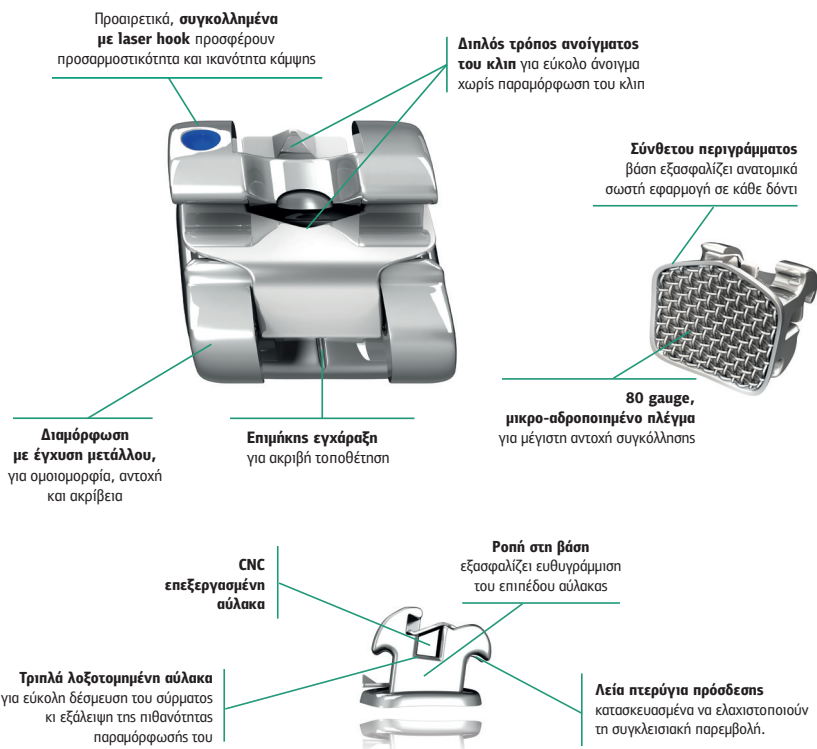 Προαιρετικά, συγκολλημένα
με laser hook προσφέρουν
προσαρμοστικότητα και ικανότητα κάμψης
Διπλός τρόπος ανοίγματος
του κλιπ για εύκολο άνοιγμα
χωρίς παραμόρφωση του κλιπ
Σύνθετου περιγράμματος
βάση εξασφαλίζει ανατομικά
σωστή εφαρμογή σε κάθε δόντι
80 gauge,
μικρο-αδροποιημένο πλέγμα
για μέγιστη αντοχή συγκόλλησης
Διαμόρφωση
με έγχυση μετάλλου,
για ομοιομορφία, αντοχή
και ακρίβεια
Επιμήκης εγχάραξη
για ακριβή τοποθέτηση
CNC
επεξεργασμένη
αύλακα
Ροπή στη βάση
εξασφαλίζει ευθυγράμμιση
του επιπέδου αύλακας
Τριπλά λοξοτομημένη αύλακα
για εύκολη δέσμευση του σύρματος
κι εξάλειψη της πιθανότητας
παραμόρφωσής του
Λεία πτερύγια πρόσδεσης
κατασκευασμένα να ελαχιστοποιούν
τη συγκλεισιακή παρεμβολή.